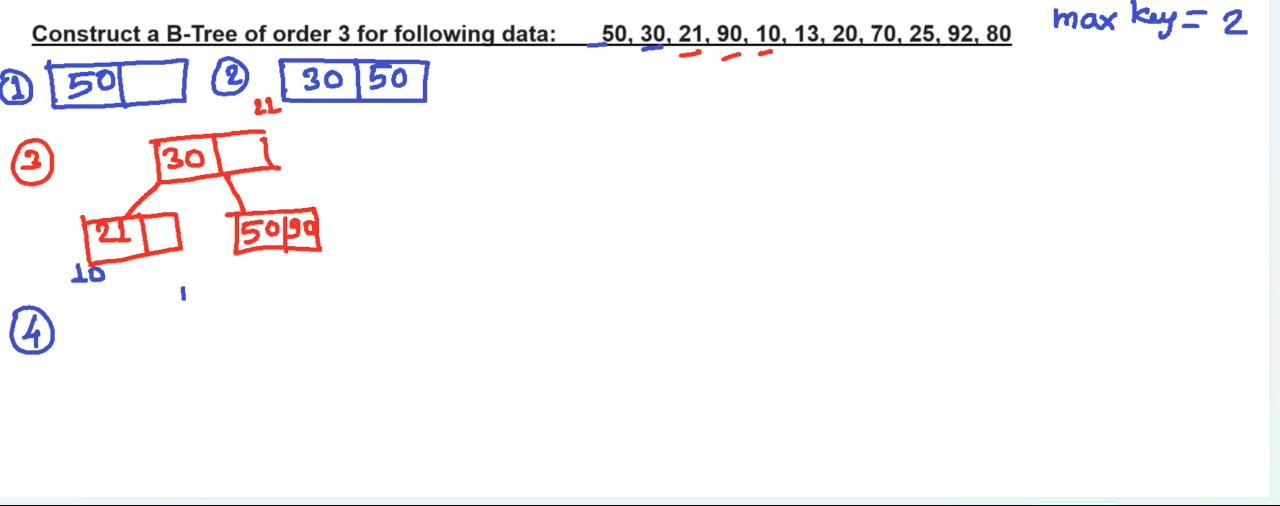 Construct a B-Tree of order 3 for following data: 50, 30, 21, 90, 10, 13, 20, 70, 25, 92, 80
max key = 2
1 50 2 30 50
21
3 30
21 50 90
10
4